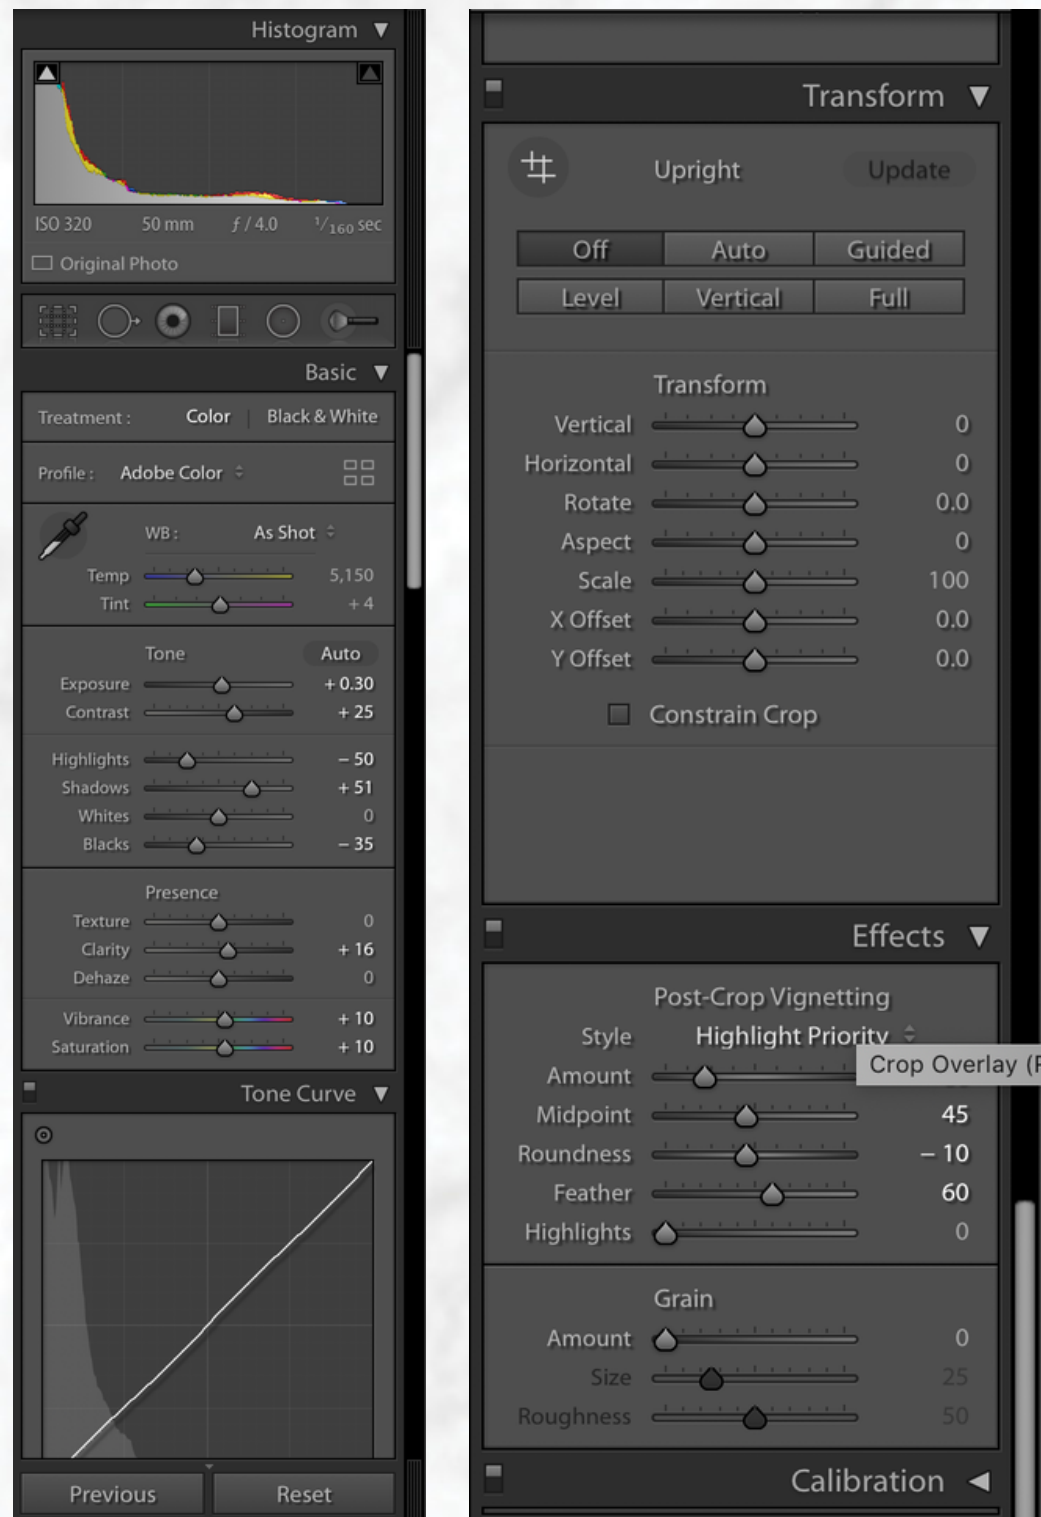 Histogram
ISO 320 50 mm f / 4.0 1/160 sec
Original Photo
Basic
Treatment : Color | Black & White
Profile : Adobe Color
WB : As Shot
Temp 5,150
Tint + 4
Tone Auto
Exposure + 0.30
Contrast + 25
Highlights – 50
Shadows + 51
Whites 0
Blacks – 35
Presence
Texture 0
Clarity + 16
Dehaze 0
Vibrance + 10
Saturation + 10
Tone Curve
Previous Reset
Transform
Upright Update
Off Auto Guided
Level Vertical Full
Transform
Vertical 0
Horizontal 0
Rotate 0.0
Aspect 0
Scale 100
X Offset 0.0
Y Offset 0.0
Constrain Crop
Effects
Post-Crop Vignetting
Style Highlight Priority
Crop Overlay (
Amount
Midpoint 45
Roundness – 10
Feather 60
Highlights 0
Grain
Amount 0
Size 25
Roughness 50
Calibration